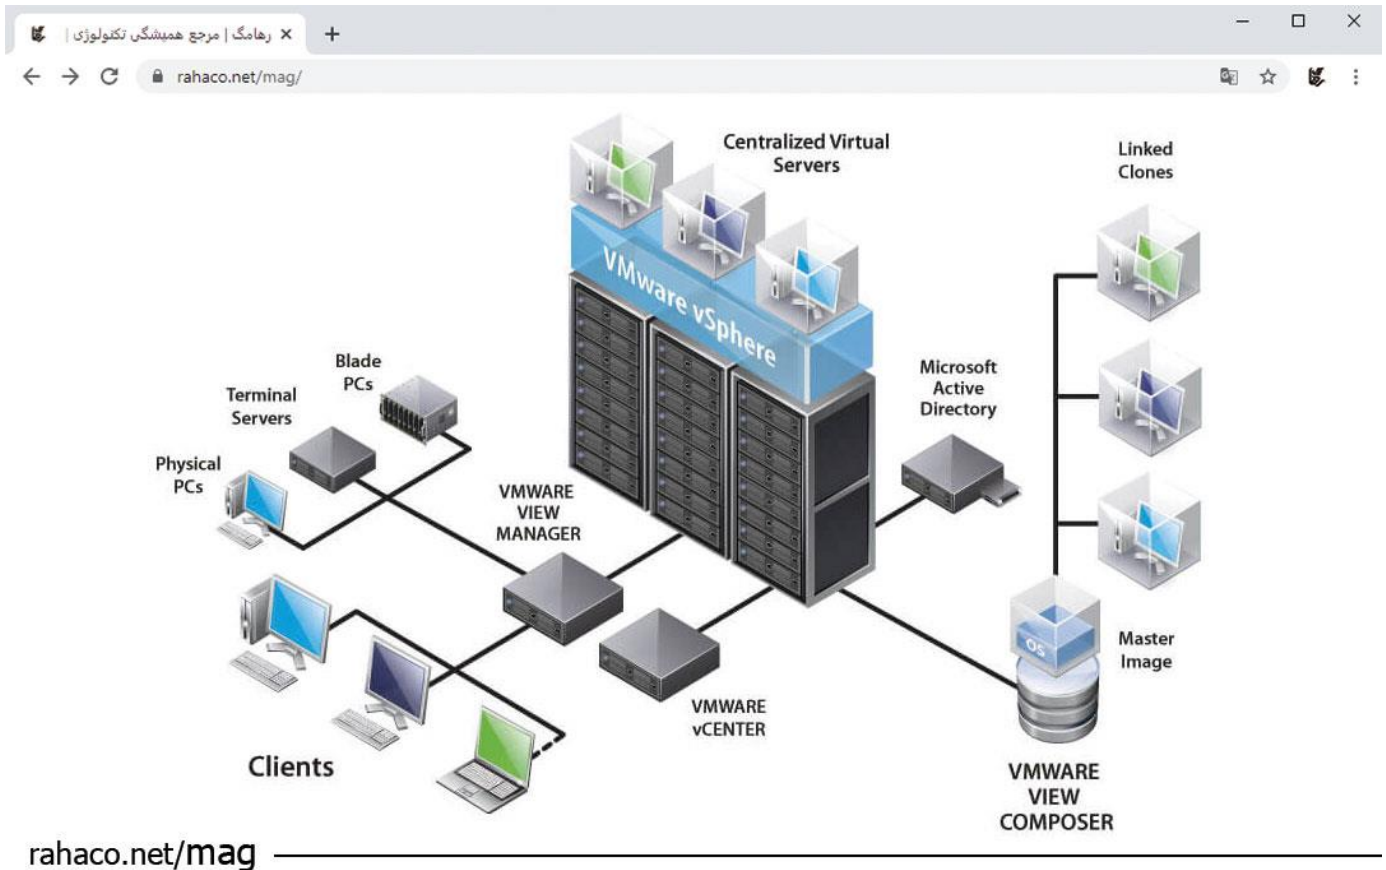 رهامگ | مرجع همیشگی تکنولوژی |
rahaco.net/mag/
Centralized Virtual
Servers
Linked
Clones
VMware vSphere
Blade
PCs
Terminal
Servers
Microsoft
Active
Directory
Physical
PCs
VMWARE
VIEW
MANAGER
OS
Master
Image
VMWARE
vCENTER
Clients
VMWARE
VIEW
COMPOSER
rahaco.net/mag